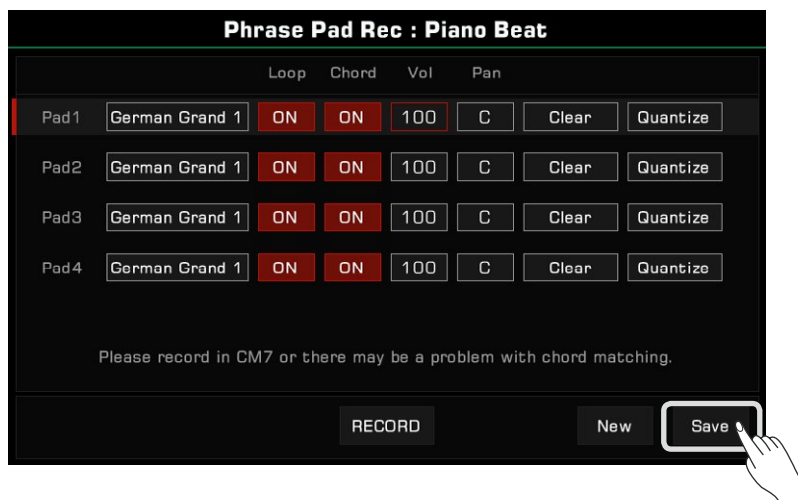 Phrase Pad Rec : Piano Beat
Loop Chord Vol Pan
Pad1 German Grand 1 ON ON 100 C Clear Quantize
Pad2 German Grand 1 ON ON 100 C Clear Quantize
Pad3 German Grand 1 ON ON 100 C Clear Quantize
Pad4 German Grand 1 ON ON 100 C Clear Quantize
Please record in CM7 or there may be a problem with chord matching.
RECORD New Save